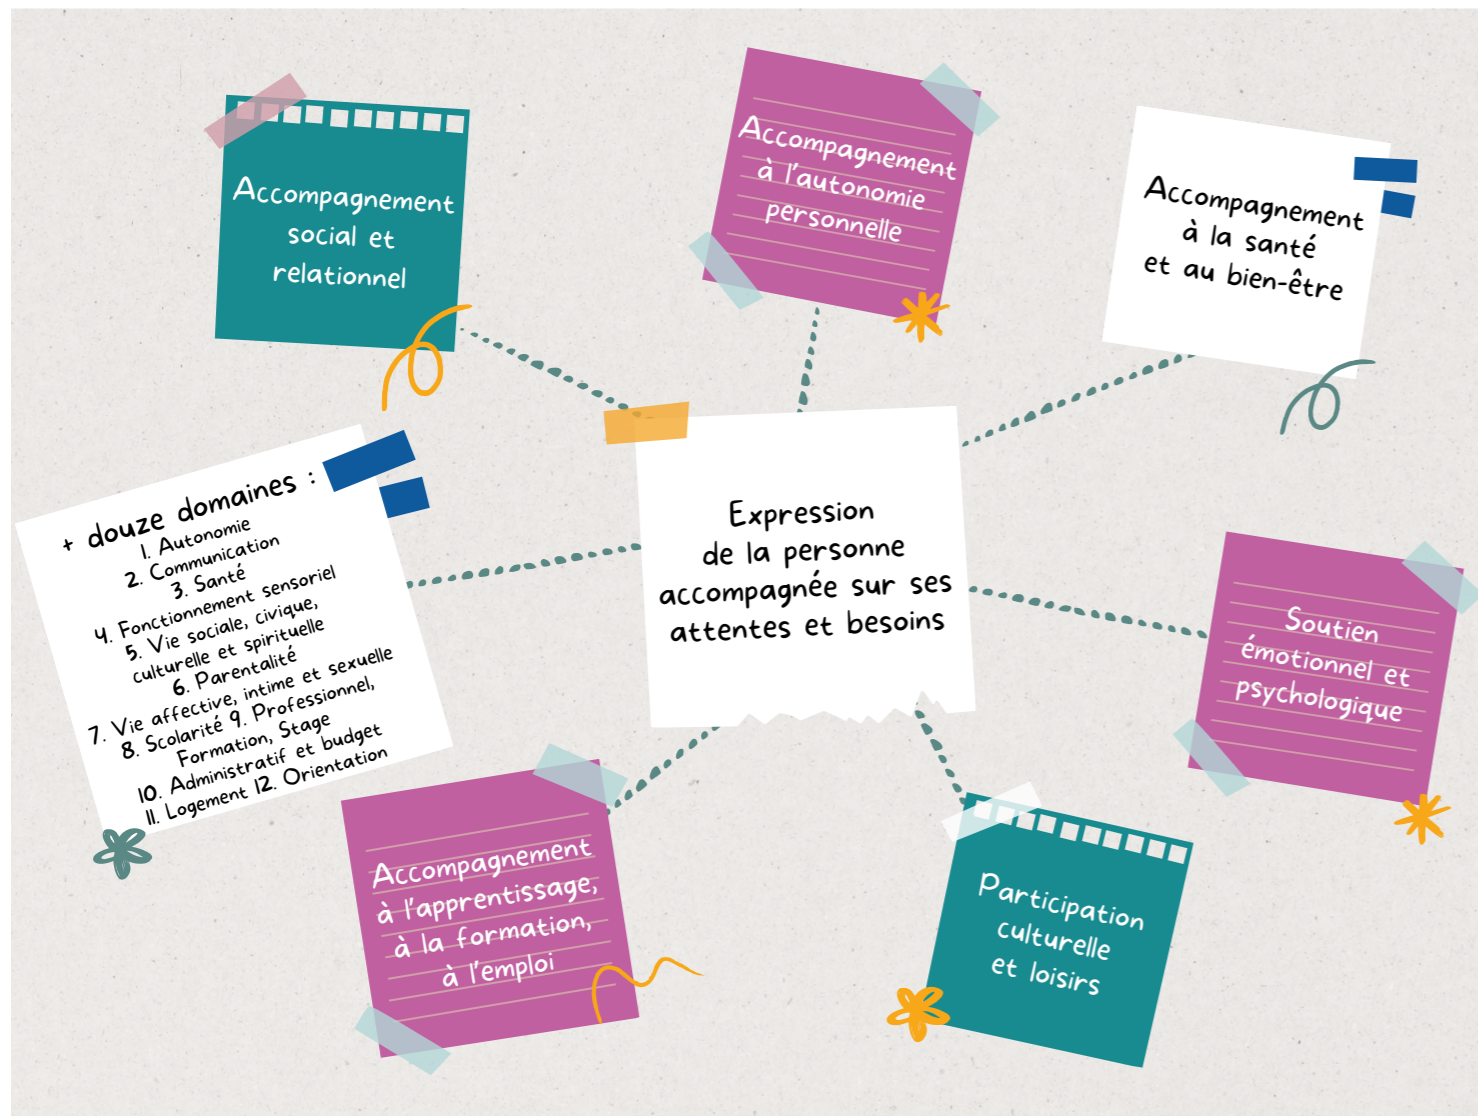 Accompagnement
social et
relationnel
Accompagnement
à l'autonomie
personnelle
Accompagnement
à la santé
et au bien-être
+ douze domaines :
1. Autonomie
2. Communication
3. Santé
4. Fonctionnement sensoriel
5. Vie sociale, civique,
culturelle et spirituelle
6. Parentalité
7. Vie affective, intime et sexuelle
8. Scolarité 9. Professionnel,
Formation, Stage
10. Administratif et budget
11. Logement 12. Orientation
Expression
de la personne
accompagnée sur ses
attentes et besoins
Soutien
émotionnel et
psychologique
Accompagnement
à l'apprentissage,
à la formation,
à l'emploi
Participation
culturelle
et loisirs